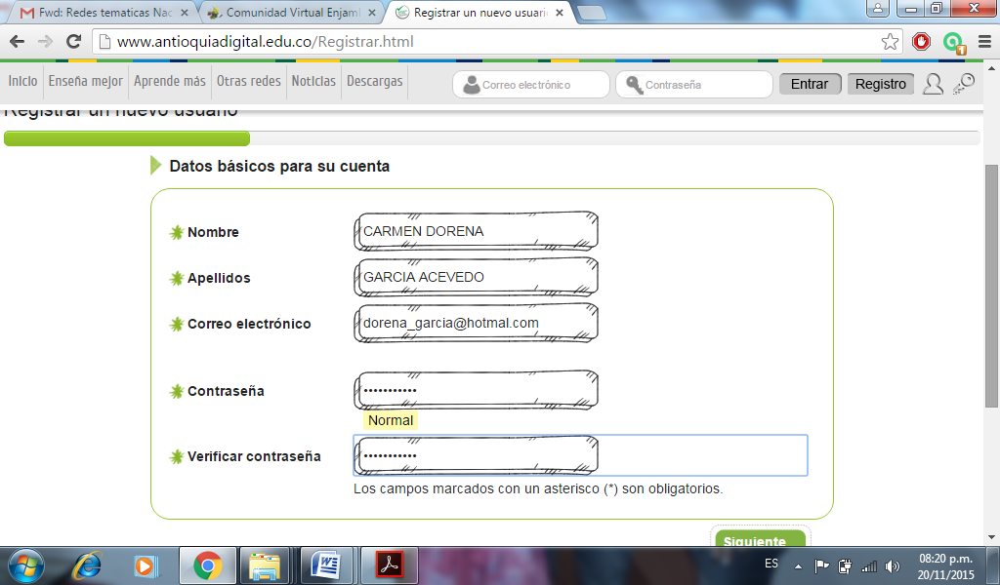 Fwd: Redes tematicas Nac
Comunidad Virtual Enjam
Registrar un nuevo usuari
www.antioquiadigital.edu.co/Registrar.html
Inicio
Enseña mejor
Aprende más
Otras redes
Noticias
Descargas
Correo electrónico
Contraseña
Entrar
Registro
1
Registrar un nuevo usuario
Datos básicos para su cuenta
Nombre
CARMEN DORENA
Apellidos
GARCIA ACEVEDO
Correo electrónico
dorena_garcia@hotmal.com
Contraseña
•••••••••••
Normal
Verificar contraseña
•••••••••••
Los campos marcados con un asterisco (*) son obligatorios.
Siguiente
ES
08:20 p.m.
20/11/2015